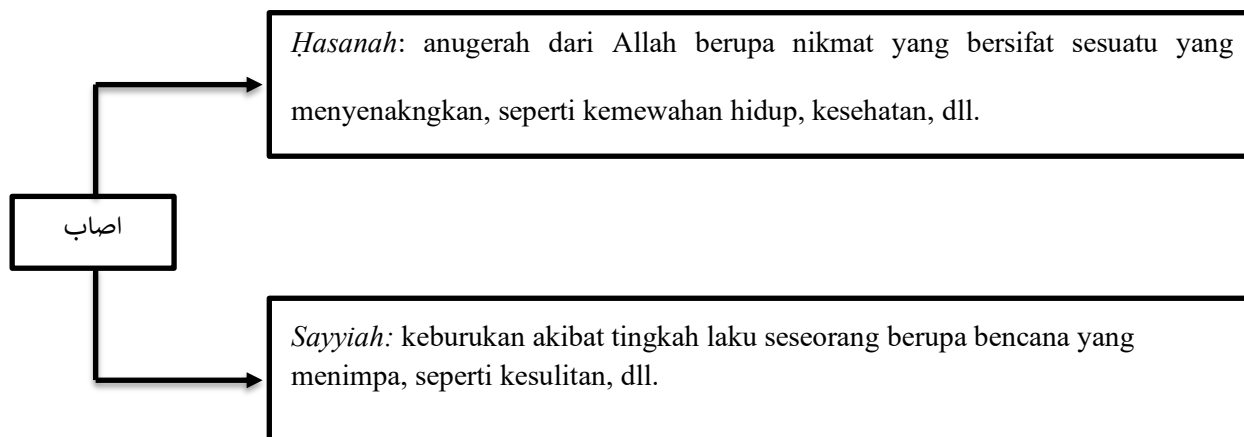 Ḥasanah: anugerah dari Allah berupa nikmat yang bersifat sesuatu yang
menyenakngkan, seperti kemewahan hidup, kesehatan, dll.
اصاب
Sayyiah: keburukan akibat tingkah laku seseorang berupa bencana yang
menimpa, seperti kesulitan, dll.